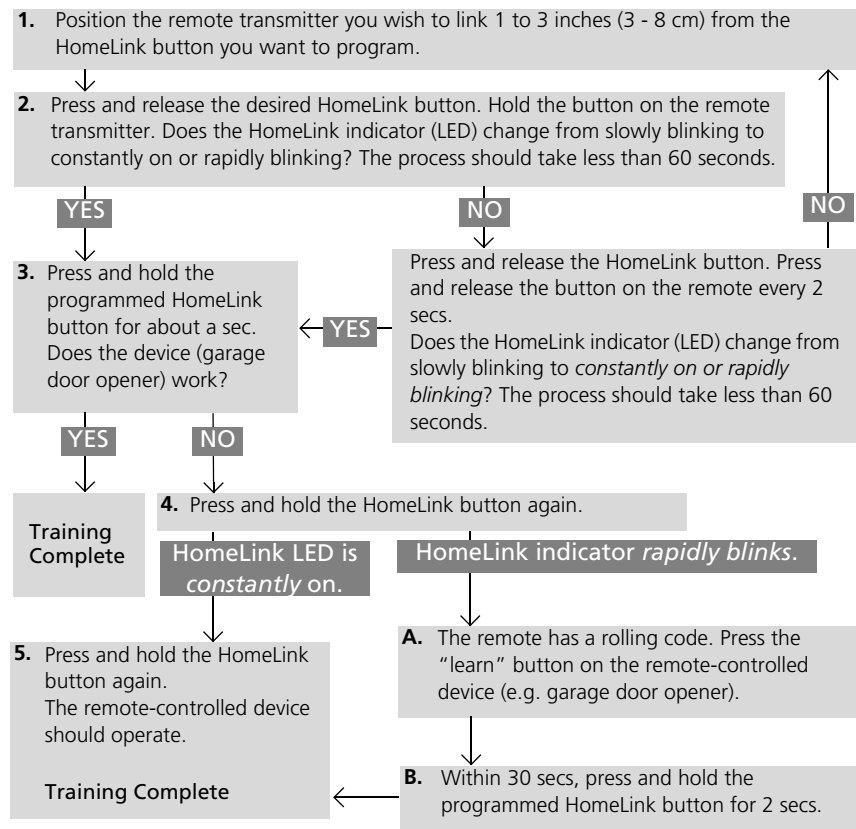 1. Position the remote transmitter you wish to link 1 to 3 inches (3 - 8 cm) from the
HomeLink button you want to program.
2. Press and release the desired HomeLink button. Hold the button on the remote
transmitter. Does the HomeLink indicator (LED) change from slowly blinking to
constantly on or rapidly blinking? The process should take less than 60 seconds.
YES
NO
NO
3. Press and hold the
programmed HomeLink
button for about a sec.
Does the device (garage
door opener) work?
YES
Press and release the HomeLink button. Press
and release the button on the remote every 2
secs.
Does the HomeLink indicator (LED) change from
slowly blinking to constantly on or rapidly
blinking? The process should take less than 60
seconds.
YES
NO
Training
Complete
4. Press and hold the HomeLink button again.
HomeLink LED is
constantly on.
HomeLink indicator rapidly blinks.
5. Press and hold the HomeLink
button again.
The remote-controlled device
should operate.
Training Complete
A. The remote has a rolling code. Press the
“learn” button on the remote-controlled
device (e.g. garage door opener).
B. Within 30 secs, press and hold the
programmed HomeLink button for 2 secs.